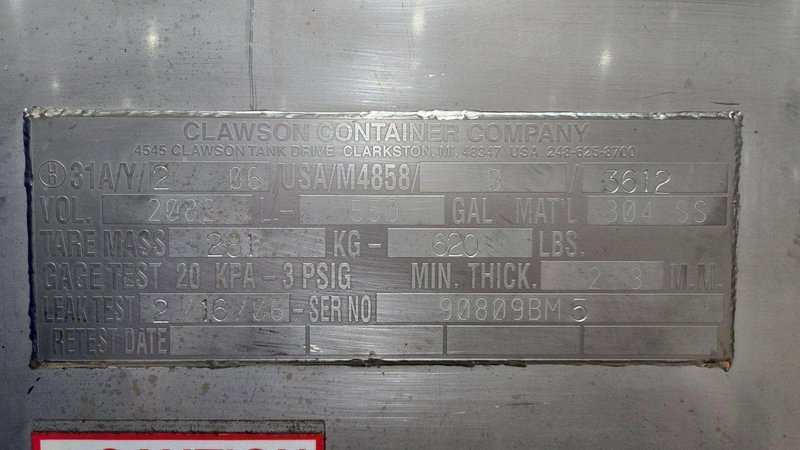 CLAWSON CONTAINER COMPANY
4545 CLAWSON TANK DRIVE CLARKSTON, MI. 48347 USA 248-625-8700
H 31A/Y/2 06/USA/M4858/ 0 / 3612
VOL. 2082 L.- 550 GAL MAT'L 304 SS
TARE MASS 281 KG - 620 LBS.
GAGE TEST 20 KPA - 3 PSIG MIN. THICK. 2 3 M.M.
LEAK TEST 2/16/06 - SER NO 90809BM5
RETEST DATE
CAUTION